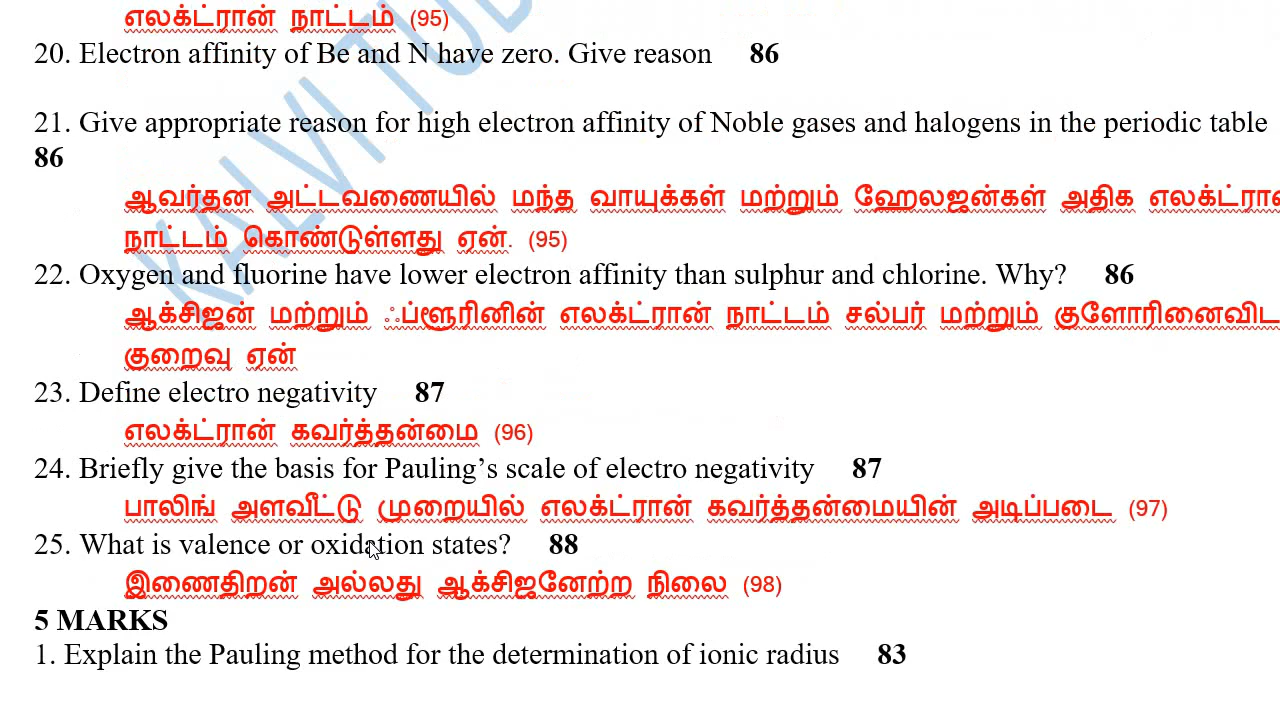 எலக்ட்ரான் நாட்டம் (95)
20. Electron affinity of Be and N have zero. Give reason 86
21. Give appropriate reason for high electron affinity of Noble gases and halogens in the periodic table
86
ஆவர்தன அட்டவணையில் மந்த வாயுக்கள் மற்றும் ஹேலஜன்கள் அதிக
நாட்டம் கொண்டுள்ளது ஏன். (95)
22. Oxygen and fluorine have lower electron affinity than sulphur and chlorine. Why? 86
ஆக்சிஜன் மற்றும் ஃப்ளூரினின் எலக்ட்ரான் நாட்டம் சல்பர் மற்றும் குளோரினைவிட
குறைவு ஏன்
23. Define electro negativity 87
எலக்ட்ரான் கவர்த்தன்மை (96)
24. Briefly give the basis for Pauling’s scale of electro negativity 87
பாலிங் அளவீட்டு முறையில் எலக்ட்ரான் கவர்த்தன்மையின் அடிப்படை (97)
25. What is valence or oxidation states? 88
இணைதிறன் அல்லது ஆக்சிஜனேற்ற நிலை (98)
5 MARKS
1. Explain the Pauling method for the determination of ionic radius 83
KALVI